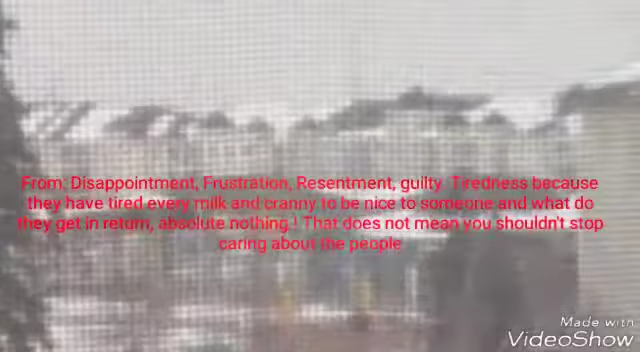 From: Disappointment, Frustration, Resentment, guilty. Tiredness because
they have tired every milk and cranny to be nice to someone and what do
they get in return, absolute nothing ! That does not mean you shouldn't stop
caring about the people
Made with
VideoShow